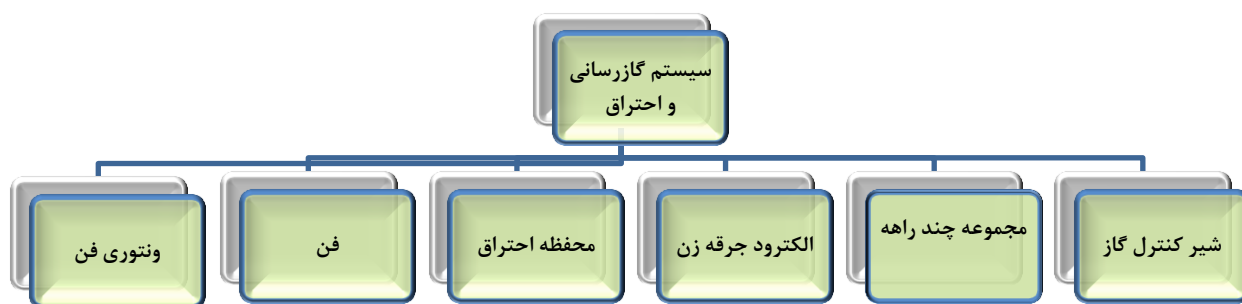 سیستم گازرسانی
و احتراق
شیر کنترل گاز
مجموعه چند راهه
الکترود جرقه زن
محفظه احتراق
فن
ونتوری فن